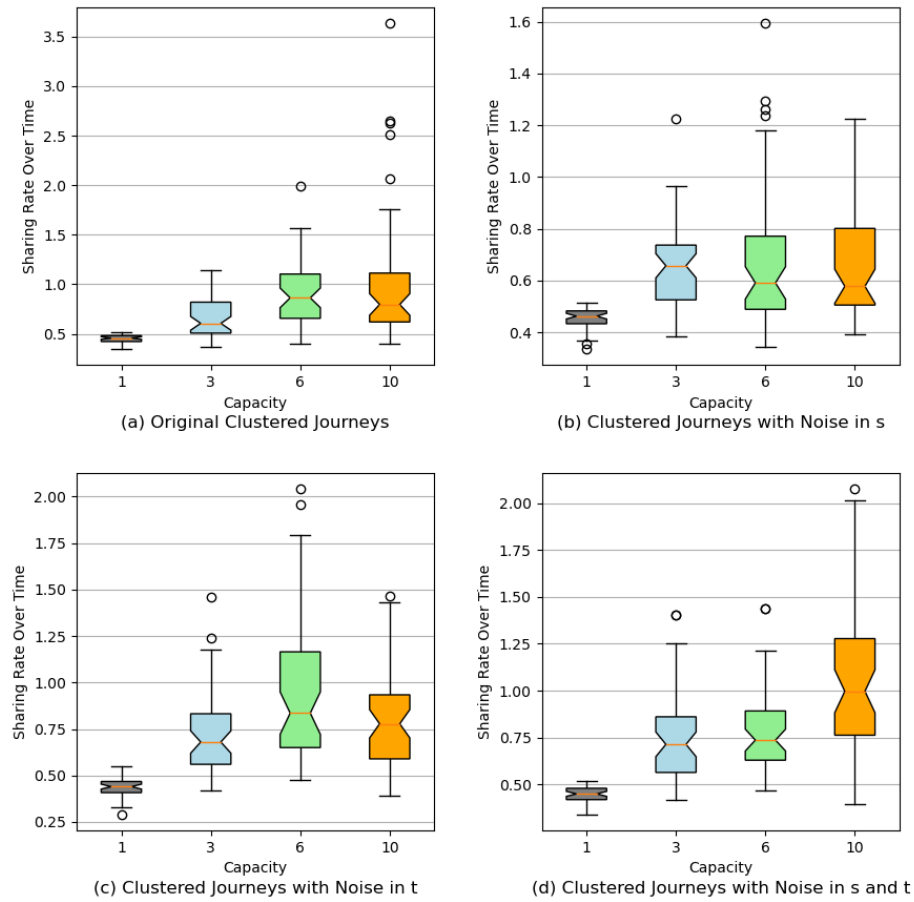 3.5
3.0
2.5
2.0
1.5
1.0
0.5
Sharing Rate Over Time
1 3 6 10
Capacity
(a) Original Clustered Journeys
1.6
1.4
1.2
1.0
0.8
0.6
0.4
Sharing Rate Over Time
1 3 6 10
Capacity
(b) Clustered Journeys with Noise in s
2.00
1.75
1.50
1.25
1.00
0.75
0.50
0.25
Sharing Rate Over Time
1 3 6 10
Capacity
(c) Clustered Journeys with Noise in t
2.00
1.75
1.50
1.25
1.00
0.75
0.50
Sharing Rate Over Time
1 3 6 10
Capacity
(d) Clustered Journeys with Noise in s and t